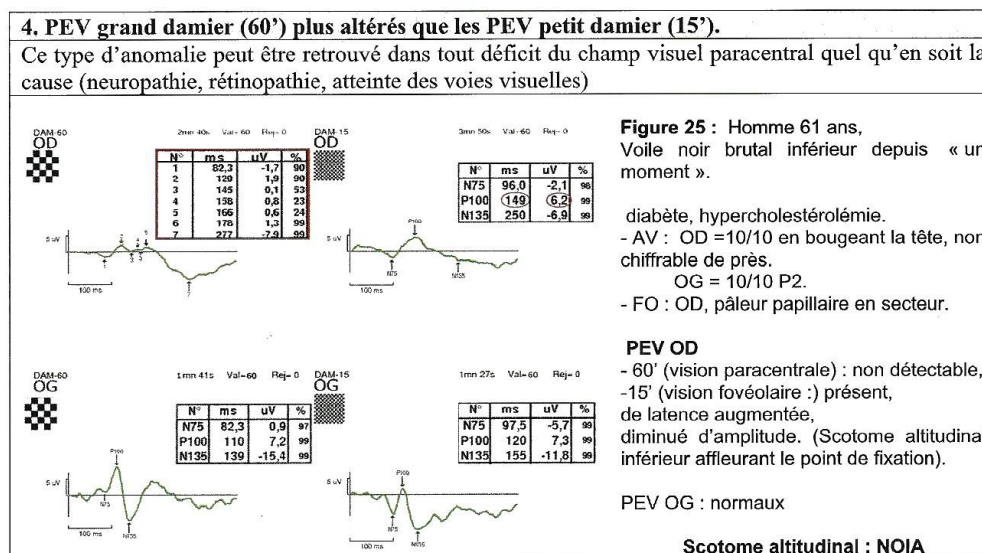 4. PEV grand damier (60') plus altérés que les PEV petit damier (15').
Ce type d'anomalie peut être retrouvé dans tout déficit du champ visuel paracentral quel qu'en soit la
cause (neuropathie, rétinopathie, atteinte des voies visuelles)
DAM-60
OD
2mn 40s Val-60 Rej-0
N° ms uV %
1 82,3 -1,7 90
2 120 1,9 90
3 145 0,1 53
4 158 0,8 23
5 166 0,6 24
6 178 1,3 99
7 277 -7,9 99
5 uV
1
2
3
4
5
7
100 ms
DAM-15
OD
3mn 50s Val-60 Rej-0
N° ms uV %
N75 96,0 -2,1 98
P100 149 6,2 99
N135 250 -6,9 99
5 uV
P100
N75
N135
100 ms
Figure 25 : Homme 61 ans,
Voile noir brutal inférieur depuis « un
moment ».
diabète, hypercholestérolémie.
- AV : OD =10/10 en bougeant la tête, non
chiffrable de près.
OG = 10/10 P2.
- FO : OD, pâleur papillaire en secteur.
PEV OD
- 60' (vision paracentrale) : non détectable,
-15' (vision fovéolaire :) présent,
de latence augmentée,
diminué d'amplitude. (Scotome altitudinal
inférieur affleurant le point de fixation).
PEV OG : normaux
Scotome altitudinal : NOIA
DAM-60
OG
1mn 41s Val-60 Rej-0
N° ms uV %
N75 82,3 0,9 97
P100 110 7,2 99
N135 139 -15,4 99
5 uV
P100
N75
N135
100 ms
DAM-15
OG
1mn 27s Val-60 Rej-0
N° ms uV %
N75 97,5 -5,7 99
P100 120 7,3 99
N135 155 -11,8 99
5 uV
P100
N75
N135
100 ms